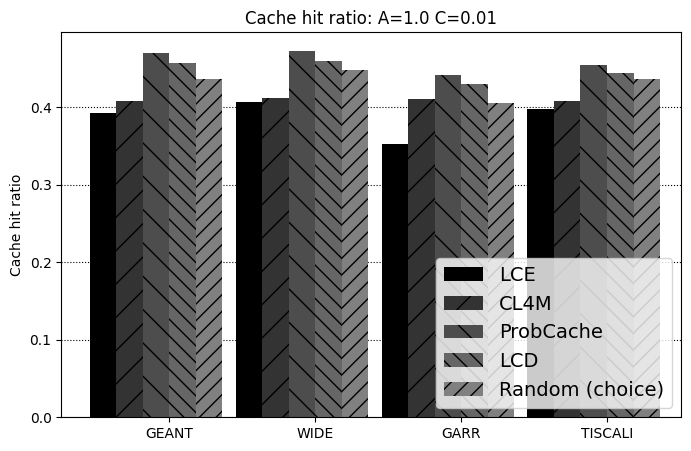 Cache hit ratio: A=1.0 C=0.01
Cache hit ratio
0.4
0.3
0.2
0.1
0.0
GEANT
WIDE
GARR
TISCALI
LCE
CL4M
ProbCache
LCD
Random (choice)